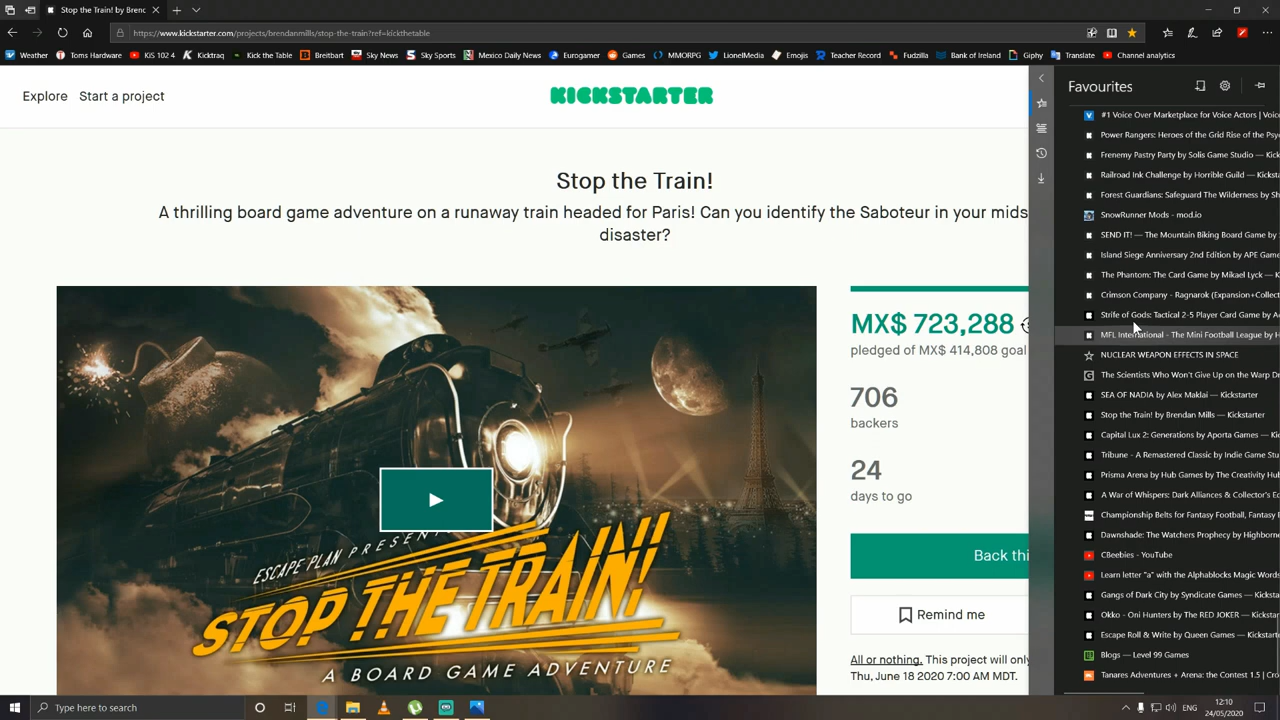 Stop the Train! by Brenc
https://www.kickstarter.com/projects/brendanmills/stop-the-train?ref=kickthetable
Weather Toms Hardware KiS 102 4 Kicktraq Kick the Table Breitbart Sky News Sky Sports Mexico Daily News Eurogamer Games MMORPG LionelMedia Emojis Teacher Record Fudzilla Bank of Ireland Giphy Translate Channel analytics
Explore Start a project
KICKSTARTER
Stop the Train!
A thrilling board game adventure on a runaway train headed for Paris! Can you identify the Saboteur in your mids
disaster?
ESCAPE PLAN PRESENT
STOP THE TRAIN!
A BOARD GAME ADVENTURE
MX$ 723,288
pledged of MX$ 414,808 goal
706
backers
24
days to go
Back thi
Remind me
All or nothing. This project will only
Thu, June 18 2020 7:00 AM MDT.
Favourites
#1 Voice Over Marketplace for Voice Actors | Voic
Power Rangers: Heroes of the Grid Rise of the Psy
Frenemy Pastry Party by Solis Game Studio — Kick
Railroad Ink Challenge by Horrible Guild — Kicksta
Forest Guardians: Safeguard The Wilderness by Sh
SnowRunner Mods - mod.io
SEND IT! — The Mountain Biking Board Game by
Island Siege Anniversary 2nd Edition by APE Game
The Phantom: The Card Game by Mikael Lyck — K
Crimson Company - Ragnarok (Expansion+Collect
Strife of Gods: Tactical 2-5 Player Card Game by A
MFL International - The Mini Football League by H
NUCLEAR WEAPON EFFECTS IN SPACE
The Scientists Who Won't Give Up on the Warp Dr
SEA OF NADIA by Alex Maklai — Kickstarter
Stop the Train! by Brendan Mills — Kickstarter
Capital Lux 2: Generations by Aporta Games — Kic
Tribune - A Remastered Classic by Indie Game Stu
Prisma Arena by Hub Games by The Creativity Hub
A War of Whispers: Dark Alliances & Collector's Ed
Championship Belts for Fantasy Football, Fantasy F
Dawnshade: The Watchers Prophecy by Highborne
CBeebies - YouTube
Learn letter "a" with the Alphablocks Magic Words
Gangs of Dark City by Syndicate Games — Kicksta
Okko - Oni Hunters by The RED JOKER — Kickstar
Escape Roll & Write by Queen Games — Kickstarte
Blogs — Level 99 Games
Tanares Adventures + Arena: the Contest 1.5 | Cro
Type here to search
ENG
12:10
24/05/2020